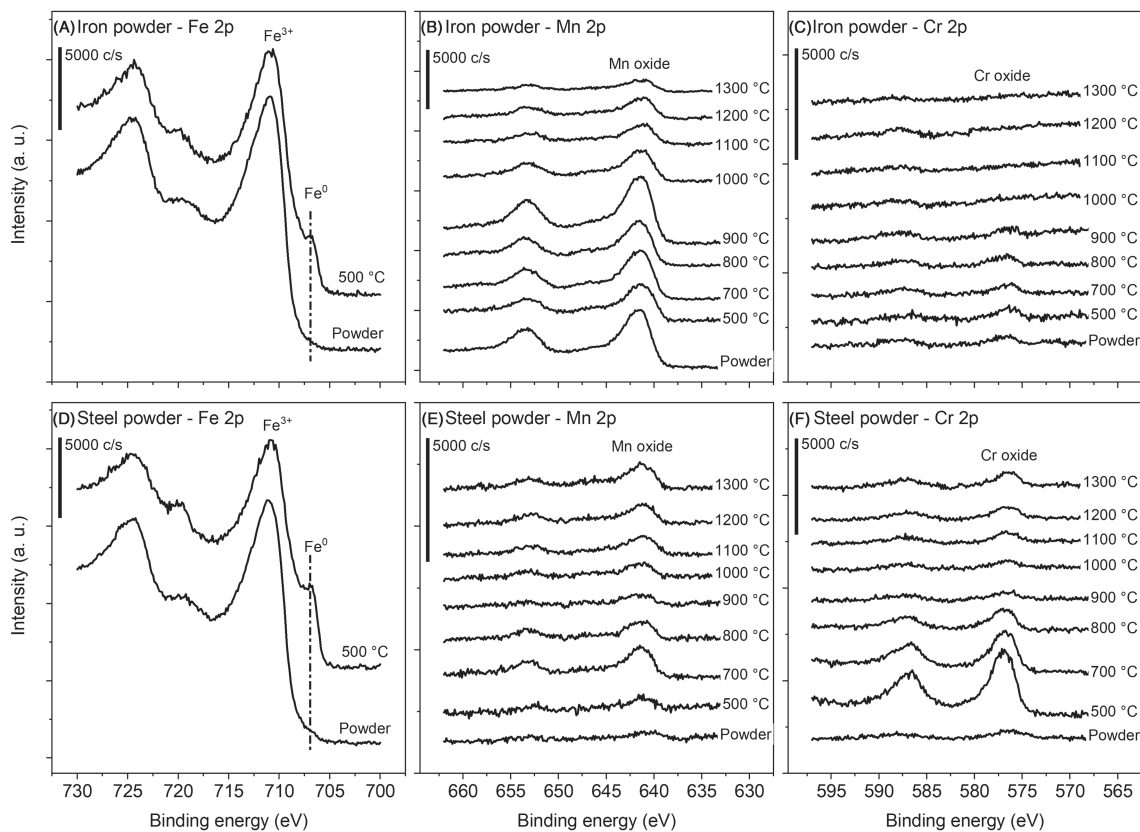 (A) Iron powder - Fe 2p
5000 c/s
Fe³⁺
Fe⁰
500 °C
Powder
Intensity (a. u.)
(B) Iron powder - Mn 2p
5000 c/s
Mn oxide
1300 °C
1200 °C
1100 °C
1000 °C
900 °C
800 °C
700 °C
500 °C
Powder
(C) Iron powder - Cr 2p
5000 c/s
Cr oxide
1300 °C
1200 °C
1100 °C
1000 °C
900 °C
800 °C
700 °C
500 °C
Powder
(D) Steel powder - Fe 2p
5000 c/s
Fe³⁺
Fe⁰
500 °C
Powder
Intensity (a. u.)
730 725 720 715 710 705 700
Binding energy (eV)
(E) Steel powder - Mn 2p
5000 c/s
Mn oxide
1300 °C
1200 °C
1100 °C
1000 °C
900 °C
800 °C
700 °C
500 °C
Powder
660 655 650 645 640 635 630
Binding energy (eV)
(F) Steel powder - Cr 2p
5000 c/s
Cr oxide
1300 °C
1200 °C
1100 °C
1000 °C
900 °C
800 °C
700 °C
500 °C
Powder
595 590 585 580 575 570 565
Binding energy (eV)